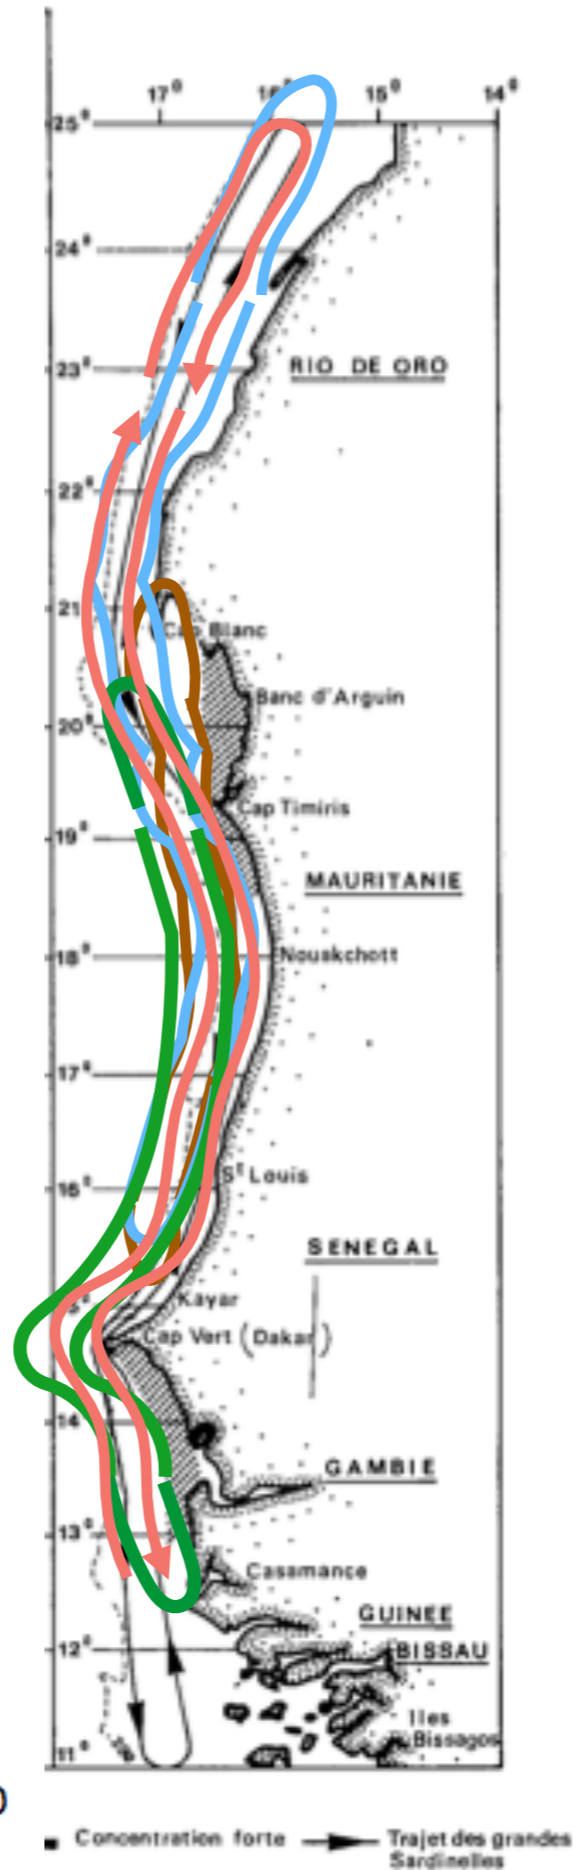 17° 16° 15° 14°
25°
24°
23°
RIO DE ORO
22°
21°
Cap Blanc
Banc d'Arguin
20°
Cap Timiris
19°
MAURITANIE
18°
Nouakchott
17°
St Louis
16°
SENEGAL
Kayar
5°
Cap Vert (Dakar)
14°
GAMBIE
13°
Casamance
GUINEE
12°
BISSAU
Iles
Bissagos
11°
Concentration forte
Trajet des grandes
Sardinelles